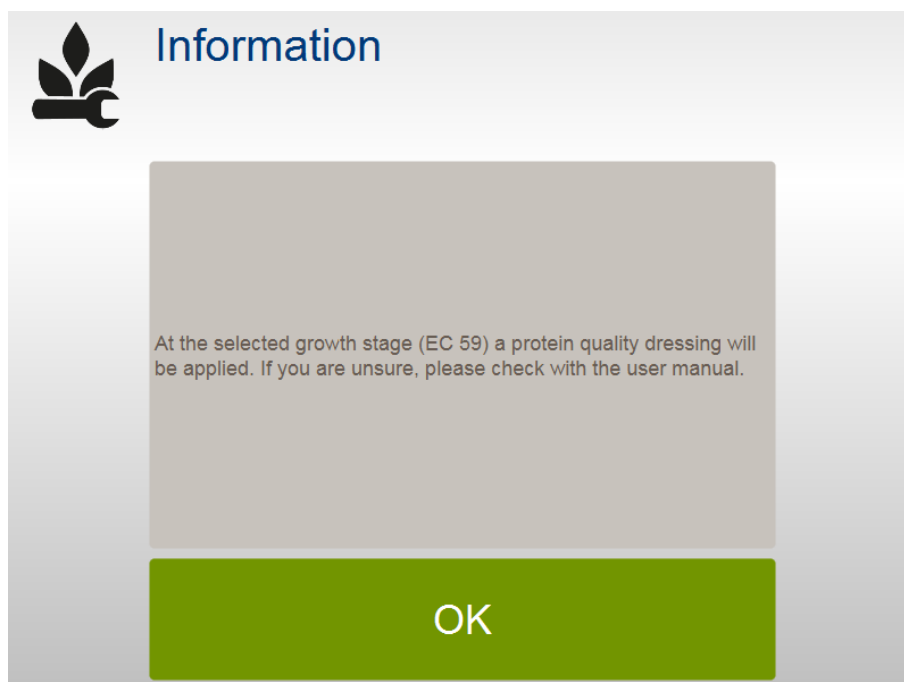 Information
At the selected growth stage (EC 59) a protein quality dressing will
be applied. If you are unsure, please check with the user manual.
OK